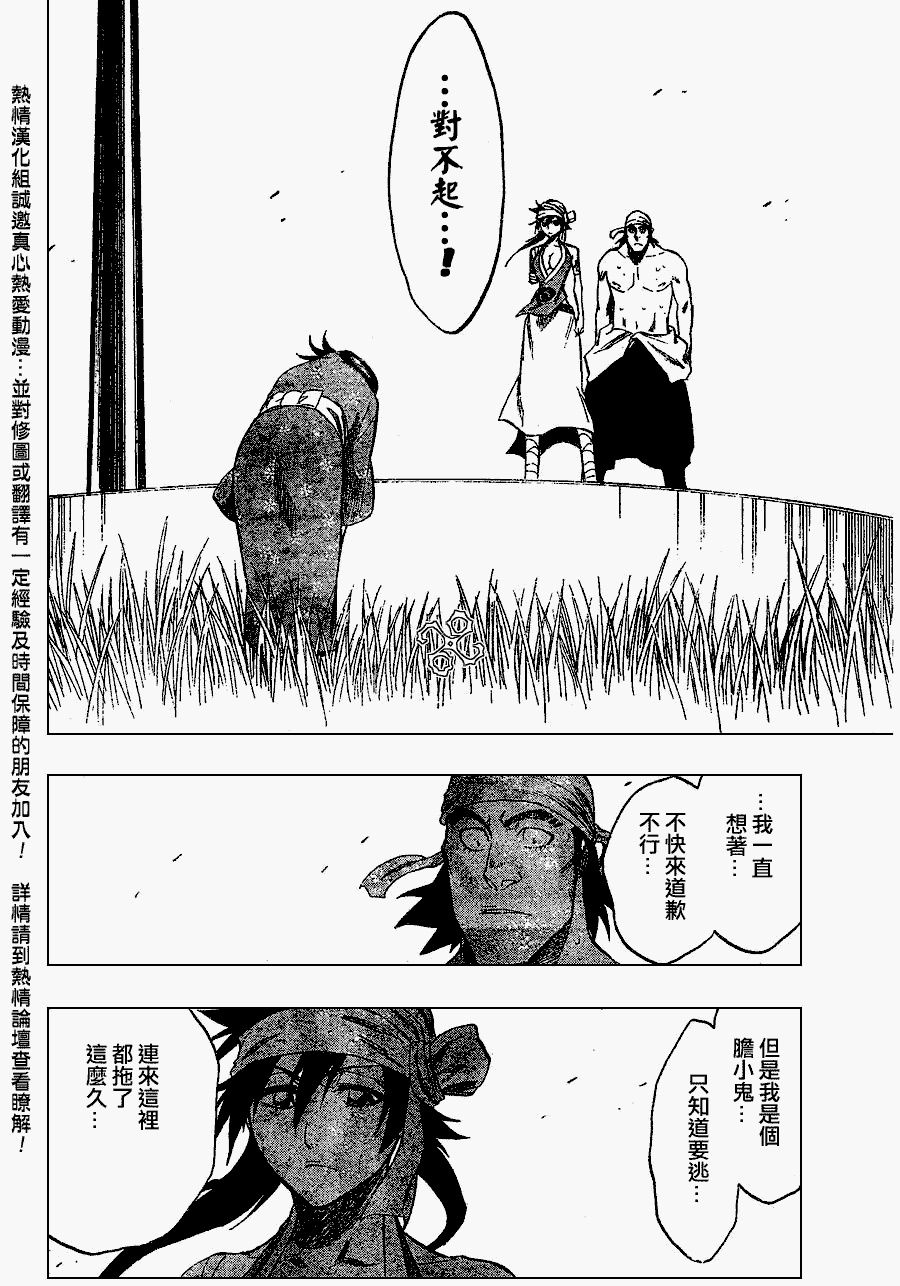 …對不起…!
…我一直
想著…
不快來道歉
不行…
但是我是個
膽小鬼…
只知道要逃…
連來這裡
都拖了
這麼久…
熱情漢化組誠邀真心熱愛動漫…並對修圖或翻譯有一定經驗及時間保障的朋友加入! 詳情請到熱情論壇查看瞭解!